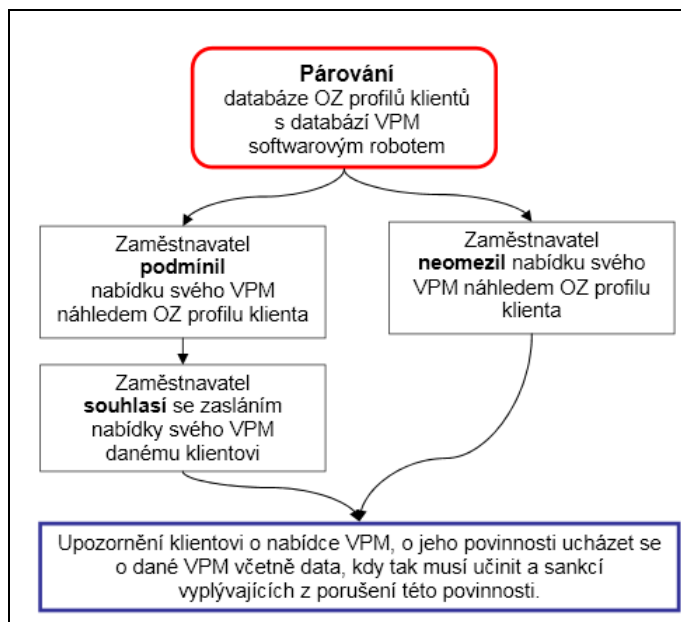 Párování
databáze OZ profilů klientů
s databází VPM
softwarovým robotem
Zaměstnavatel
podmínil
nabídku svého VPM
náhledem OZ profilu klienta
Zaměstnavatel
neomezil nabídku svého
VPM náhledem OZ profilu
klienta
Zaměstnavatel
souhlasí se zasláním
nabídky svého VPM
danému klientovi
Upozornění klientovi o nabídce VPM, o jeho povinnosti ucházet se
o dané VPM včetně data, kdy tak musí učinit a sankcí
vyplývajících z porušení této povinnosti.